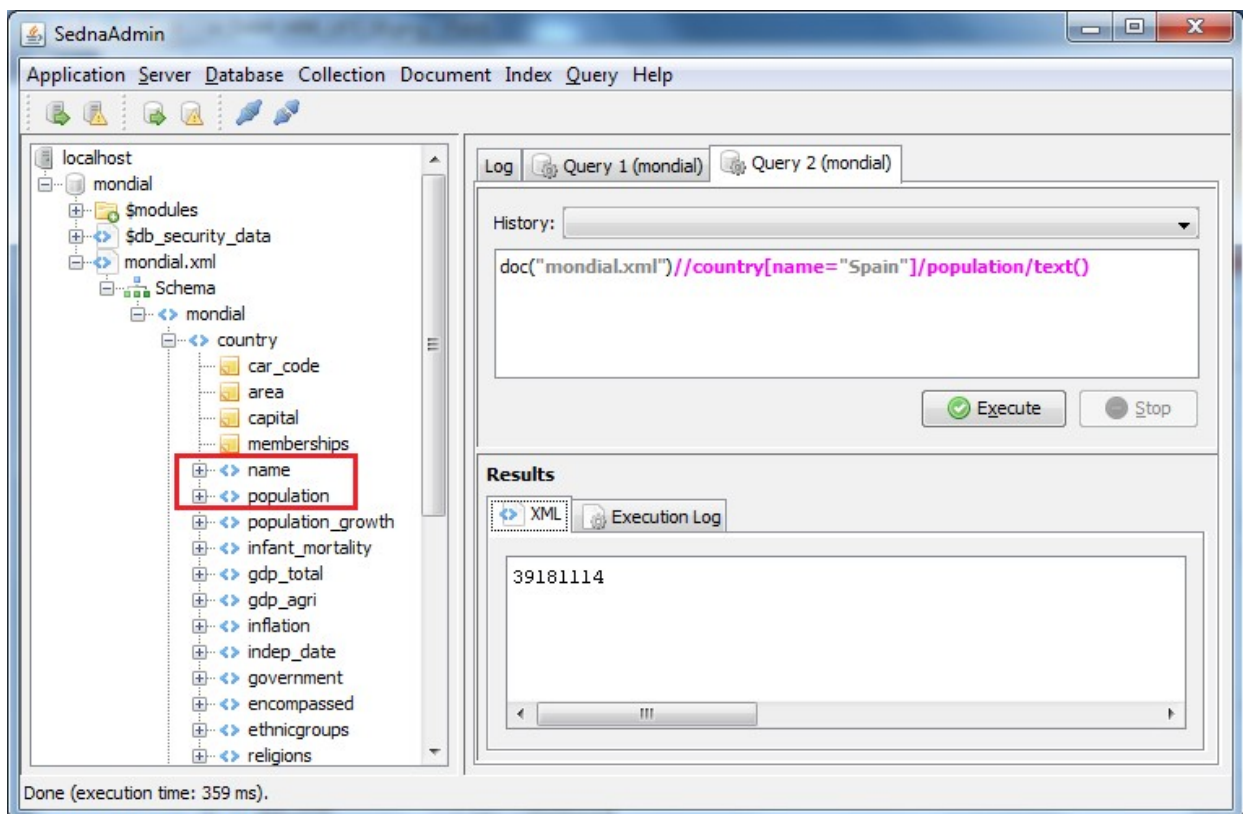 SednaAdmin
Application Server Database Collection Document Index Query Help
localhost
mondial
$modules
$db_security_data
mondial.xml
Schema
mondial
country
car_code
area
capital
memberships
name
population
population_growth
infant_mortality
gdp_total
gdp_agri
inflation
indep_date
government
encompassed
ethnicgroups
religions
Log Query 1 (mondial) Query 2 (mondial)
History:
doc("mondial.xml")//country[name="Spain"]/population/text()
Execute Stop
Results
XML Execution Log
39181114
Done (execution time: 359 ms).